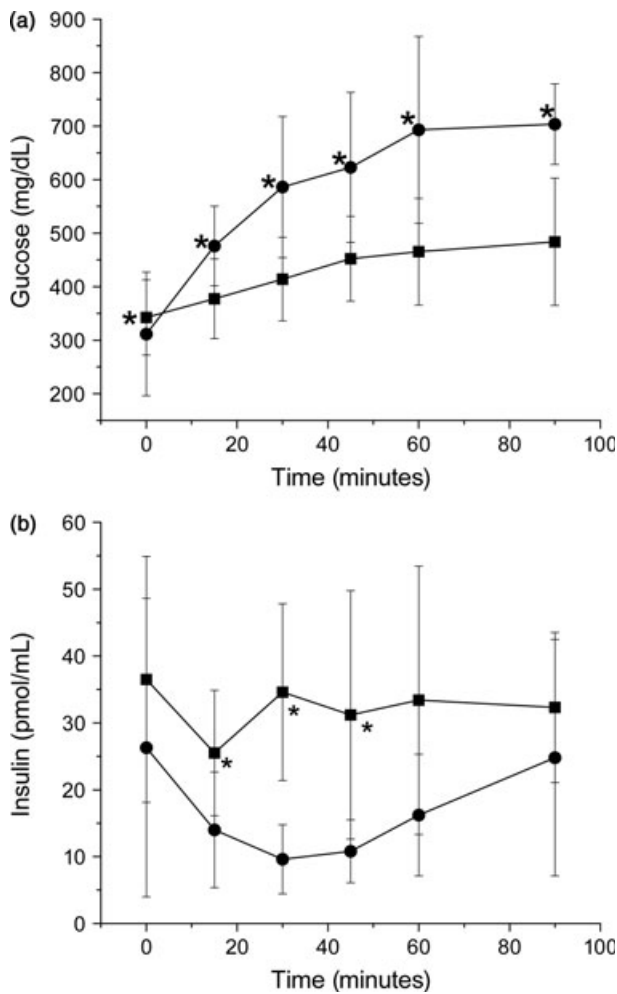 (a)
900
800
700
600
500
400
300
200
Gucose (mg/dL)
* * * * * *
0 20 40 60 80 100
Time (minutes)
(b)
60
50
40
30
20
10
0
Insulin (pmol/mL)
* * *
0 20 40 60 80 100
Time (minutes)